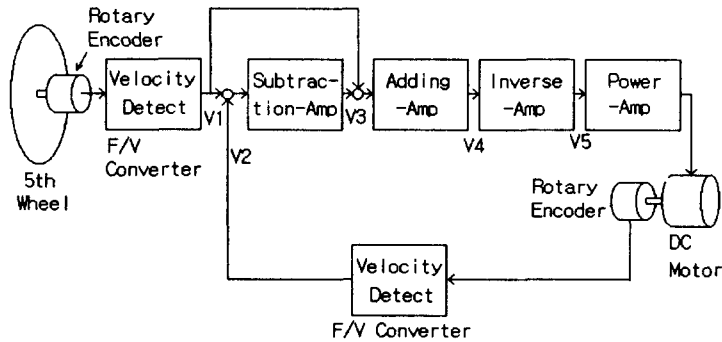 Rotary
Encoder
Velocity
Detect
F/V
Converter
5th
Wheel
V1
V2
Subtrac-
tion-Amp
V3
Adding
-Amp
V4
Inverse
-Amp
V5
Power
-Amp
Rotary
Encoder
DC
Motor
Velocity
Detect
F/V Converter